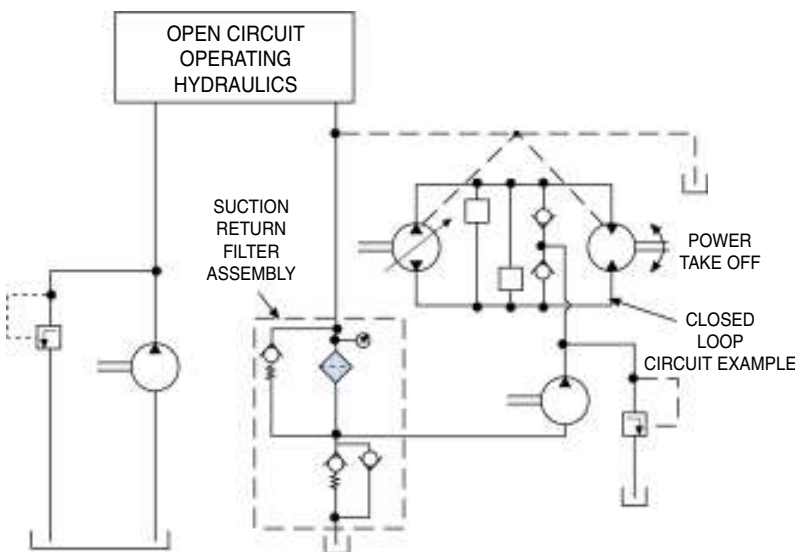 OPEN CIRCUIT
OPERATING
HYDRAULICS
SUCTION
RETURN
FILTER
ASSEMBLY
POWER
TAKE OFF
CLOSED
LOOP
CIRCUIT EXAMPLE